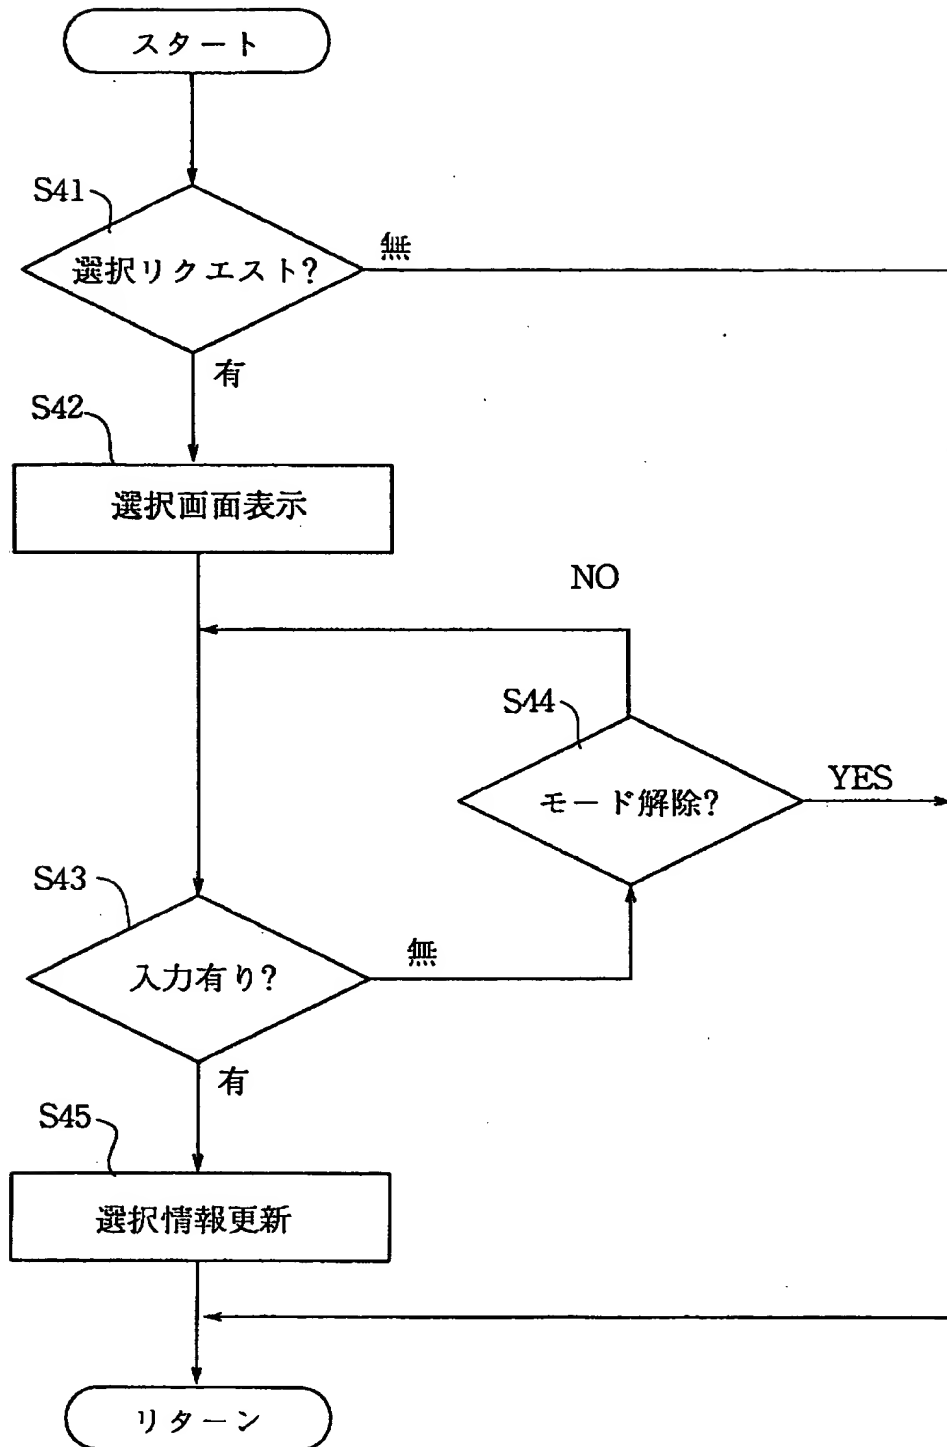 スタート
S41
選択リクエスト?
無
有
S42
選択画面表示
NO
S44
モード解除?
YES
S43
入力有り?
無
有
S45
選択情報更新
リターン